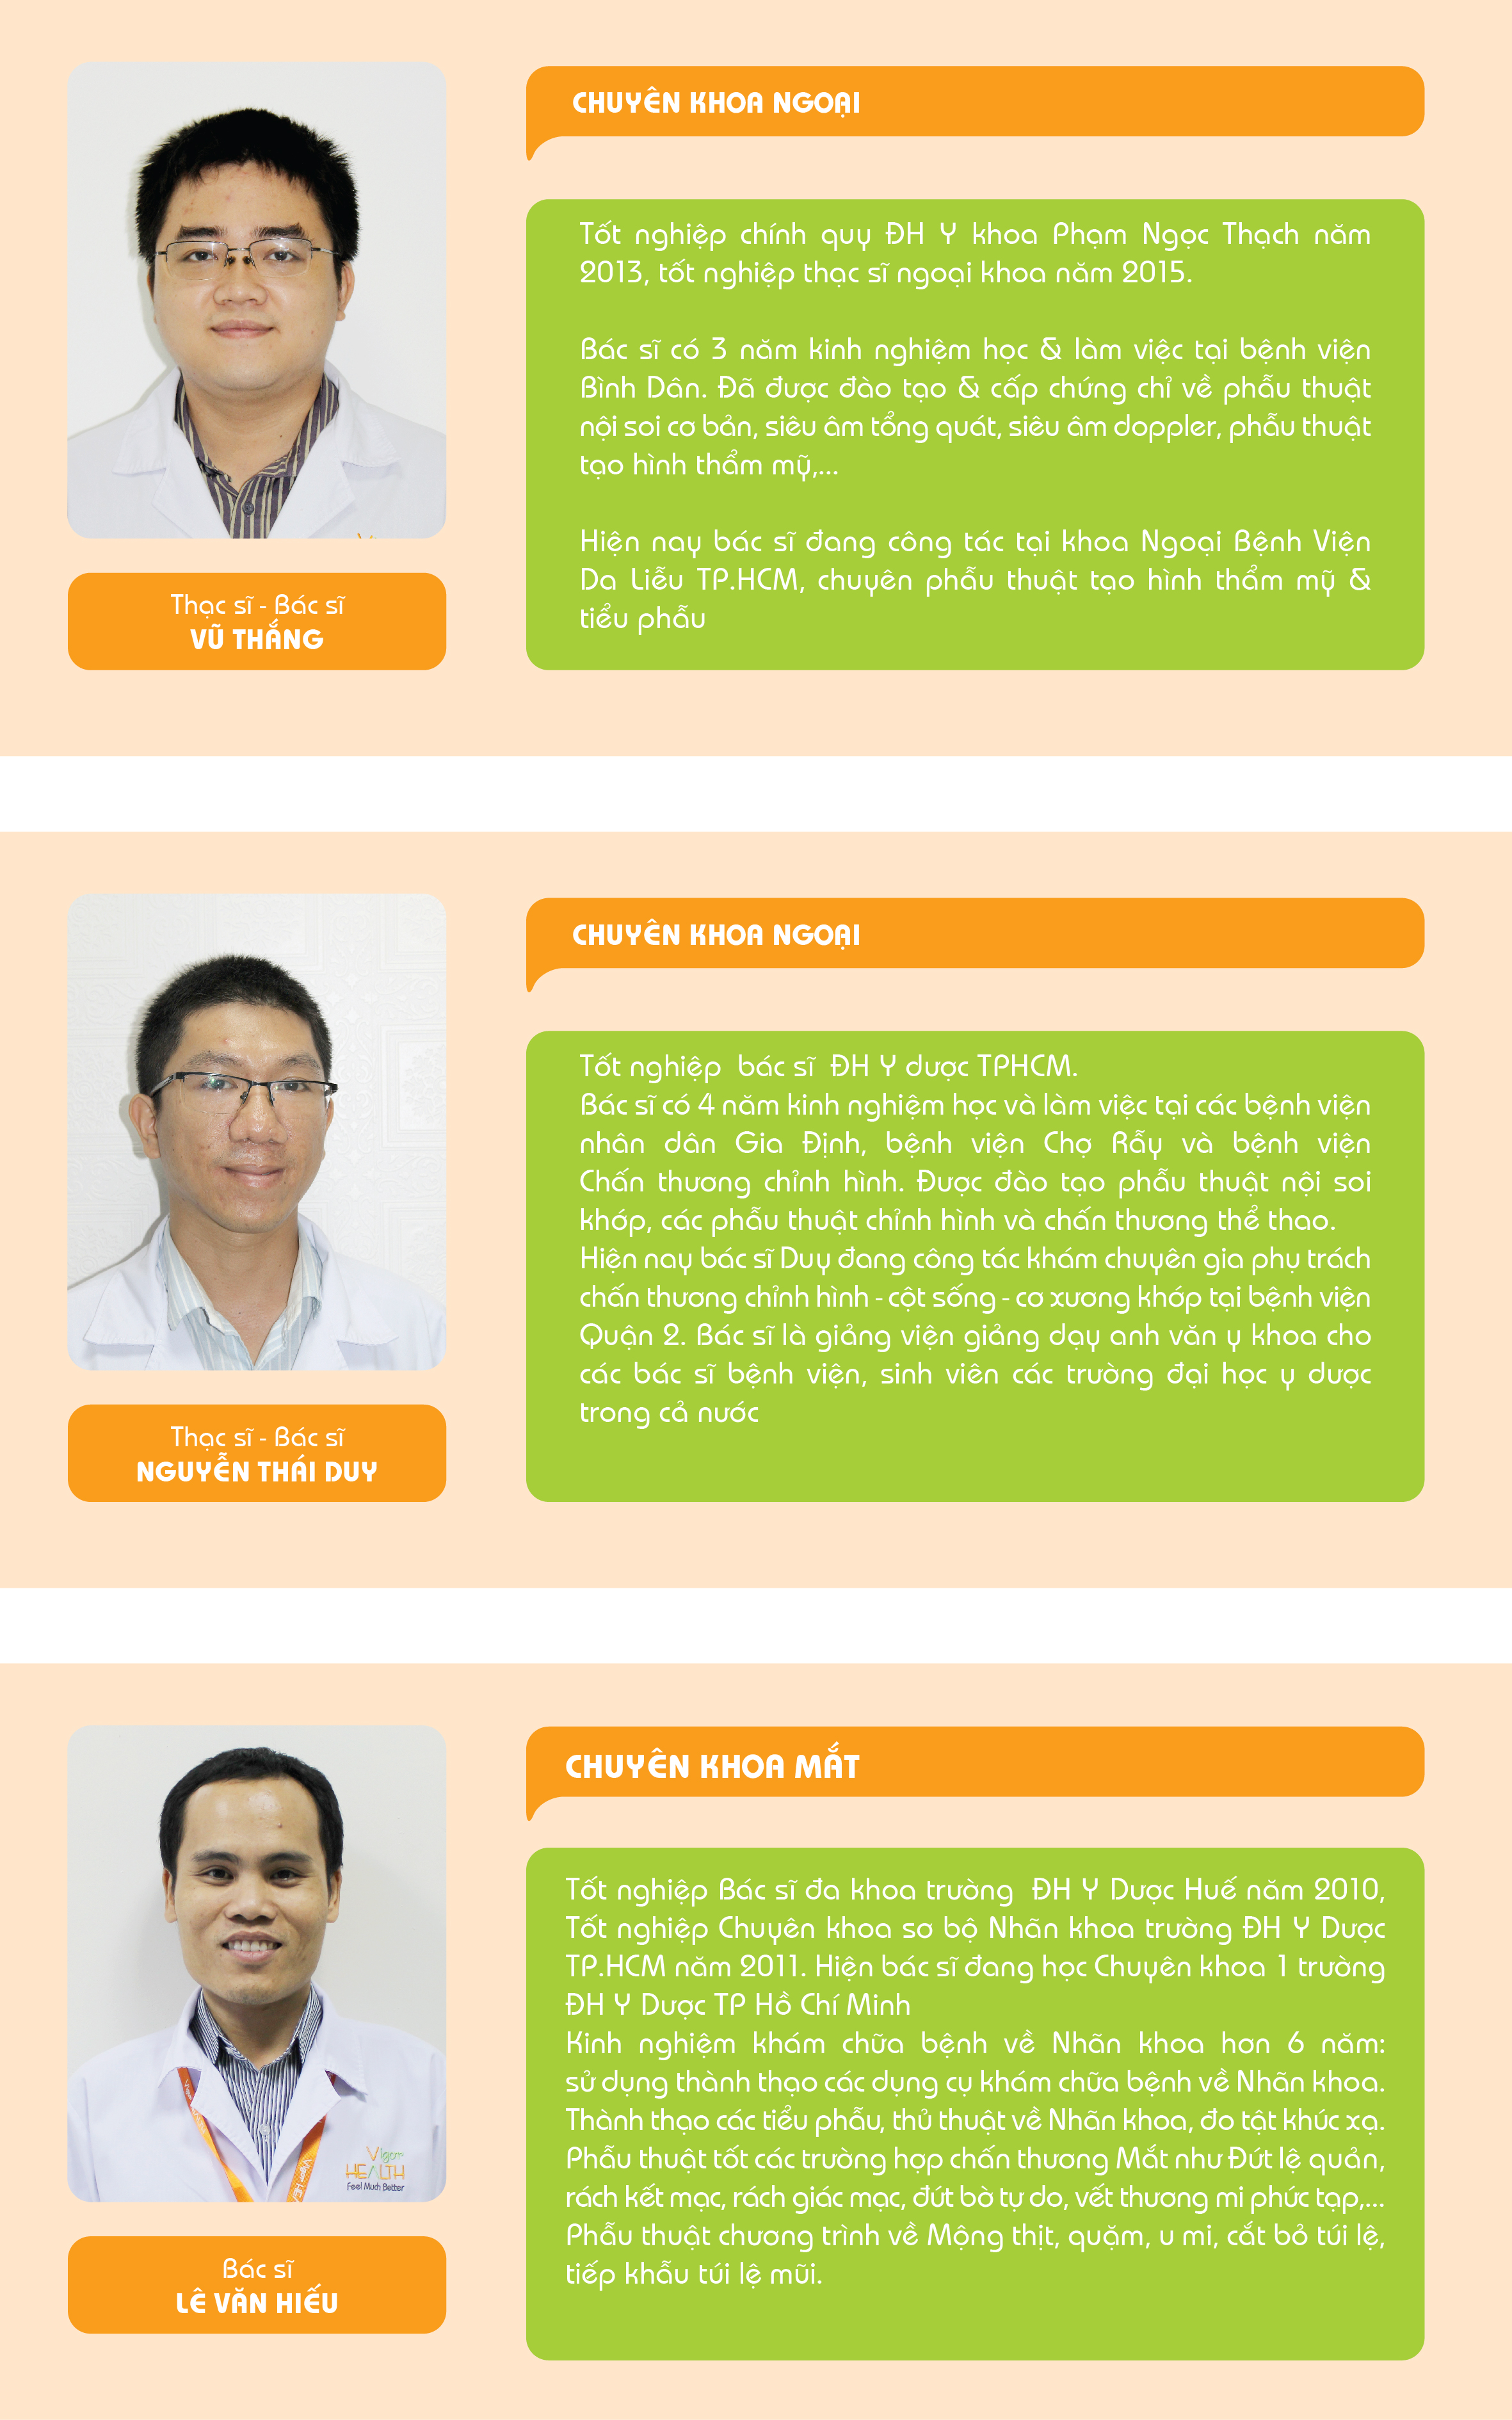 CHUYÊN KHOA NGOẠI
Tốt nghiệp chính quy ĐH Y khoa Phạm Ngọc Thạch năm
2013, tốt nghiệp thạc sĩ ngoại khoa năm 2015.
Bác sĩ có 3 năm kinh nghiệm học & làm việc tại bệnh viện
Bình Dân. Đã được đào tạo & cấp chứng chỉ về phẫu thuật
nội soi cơ bản, siêu âm tổng quát, siêu âm doppler, phẫu thuật
tạo hình thẩm mỹ,...
Hiện nay bác sĩ đang công tác tại khoa Ngoại Bệnh Viện
Da Liễu TP.HCM, chuyên phẫu thuật tạo hình thẩm mỹ &
tiểu phẫu
Thạc sĩ - Bác sĩ
VŨ THẮNG
CHUYÊN KHOA NGOẠI
Tốt nghiệp bác sĩ ĐH Y dược TPHCM.
Bác sĩ có 4 năm kinh nghiệm học và làm việc tại các bệnh viện
nhân dân Gia Định, bệnh viện Chợ Rẫy và bệnh viện
Chấn thương chỉnh hình. Được đào tạo phẫu thuật nội soi
khớp, các phẫu thuật chỉnh hình và chấn thương thể thao.
Hiện nay bác sĩ Duy đang công tác khám chuyên gia phụ trách
chấn thương chỉnh hình - cột sống - cơ xương khớp tại bệnh viện
Quận 2. Bác sĩ là giảng viện giảng dạy anh văn y khoa cho
các bác sĩ bệnh viện, sinh viên các trường đại học y dược
trong cả nước
Thạc sĩ - Bác sĩ
NGUYỄN THÁI DUY
CHUYÊN KHOA MẮT
Tốt nghiệp Bác sĩ đa khoa trường ĐH Y Dược Huế năm 2010,
Tốt nghiệp Chuyên khoa sơ bộ Nhãn khoa trường ĐH Y Dược
TP.HCM năm 2011. Hiện bác sĩ đang học Chuyên khoa 1 trường
ĐH Y Dược TP Hồ Chí Minh
Kinh nghiệm khám chữa bệnh về Nhãn khoa hơn 6 năm:
sử dụng thành thạo các dụng cụ khám chữa bệnh về Nhãn khoa.
Thành thạo các tiểu phẫu, thủ thuật về Nhãn khoa, đo tật khúc xạ.
Phẫu thuật tốt các trường hợp chấn thương Mắt như Đứt lệ quản,
rách kết mạc, rách giác mạc, đứt bờ tự do, vết thương mi phức tạp,...
Phẫu thuật chương trình về Mộng thịt, quặm, u mi, cắt bỏ túi lệ,
tiếp khẫu túi lệ mũi.
Vigor
HEALTH
Feel Much Better
Bác sĩ
LÊ VĂN HIẾU